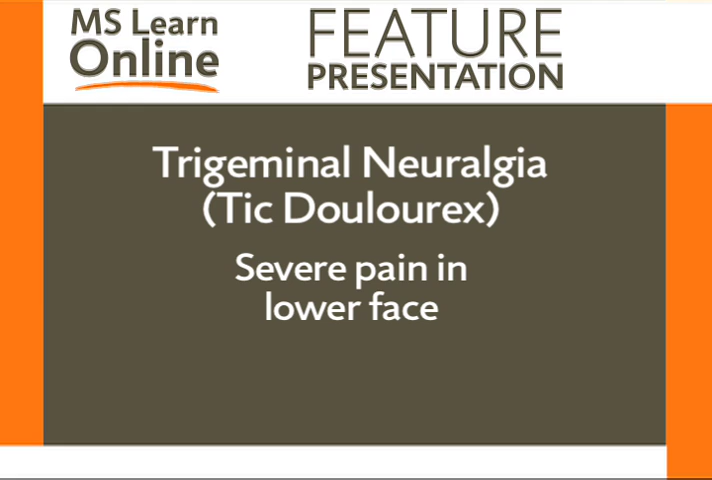 MS Learn
Online
FEATURE
PRESENTATION
Trigeminal Neuralgia
(Tic Doulourex)
Severe pain in
lower face